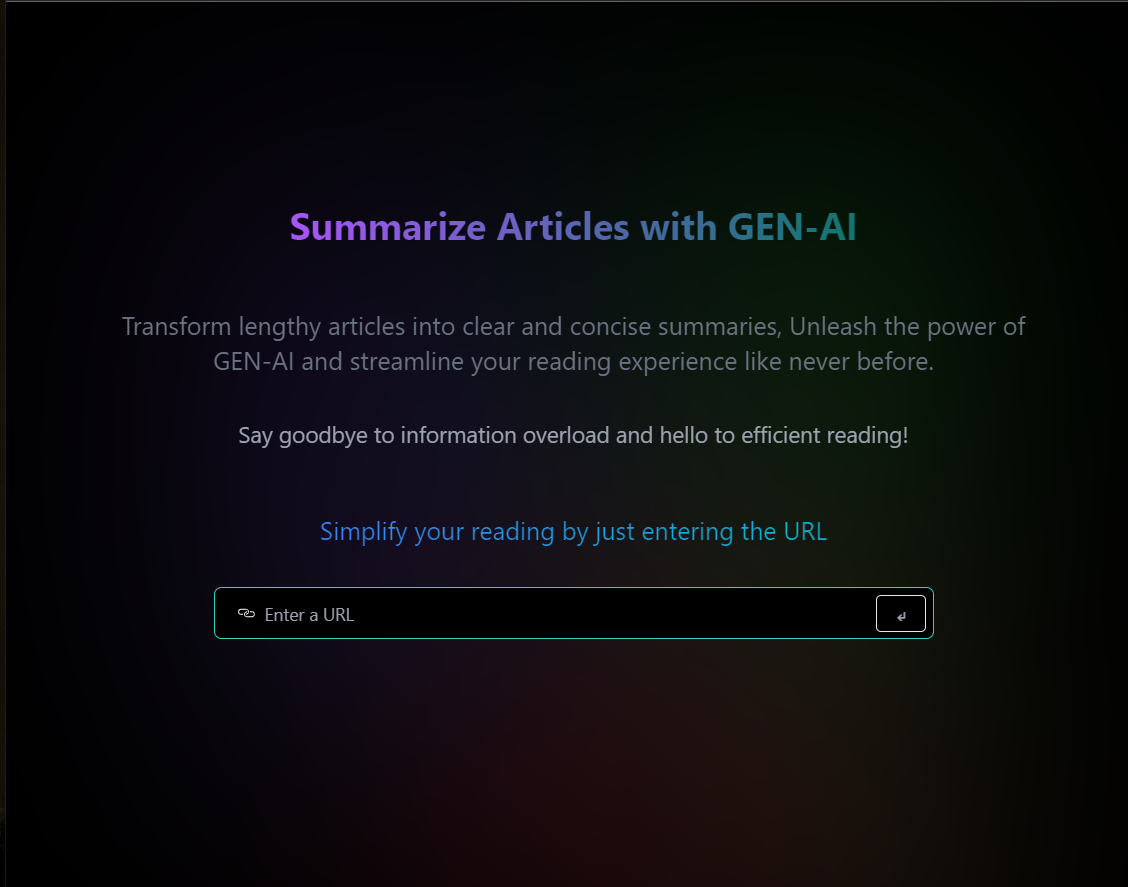 Summarize Articles with GEN-AI
Transform lengthy articles into clear and concise summaries, Unleash the power of
GEN-AI and streamline your reading experience like never before.
Say goodbye to information overload and hello to efficient reading!
Simplify your reading by just entering the URL
Enter a URL